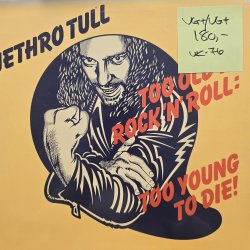 JETHRO TULL
VG+/VG+
180,-
UK-76
TOO OLD TO
ROCK'N'ROLL:
TOO YOUNG
TO DIE!